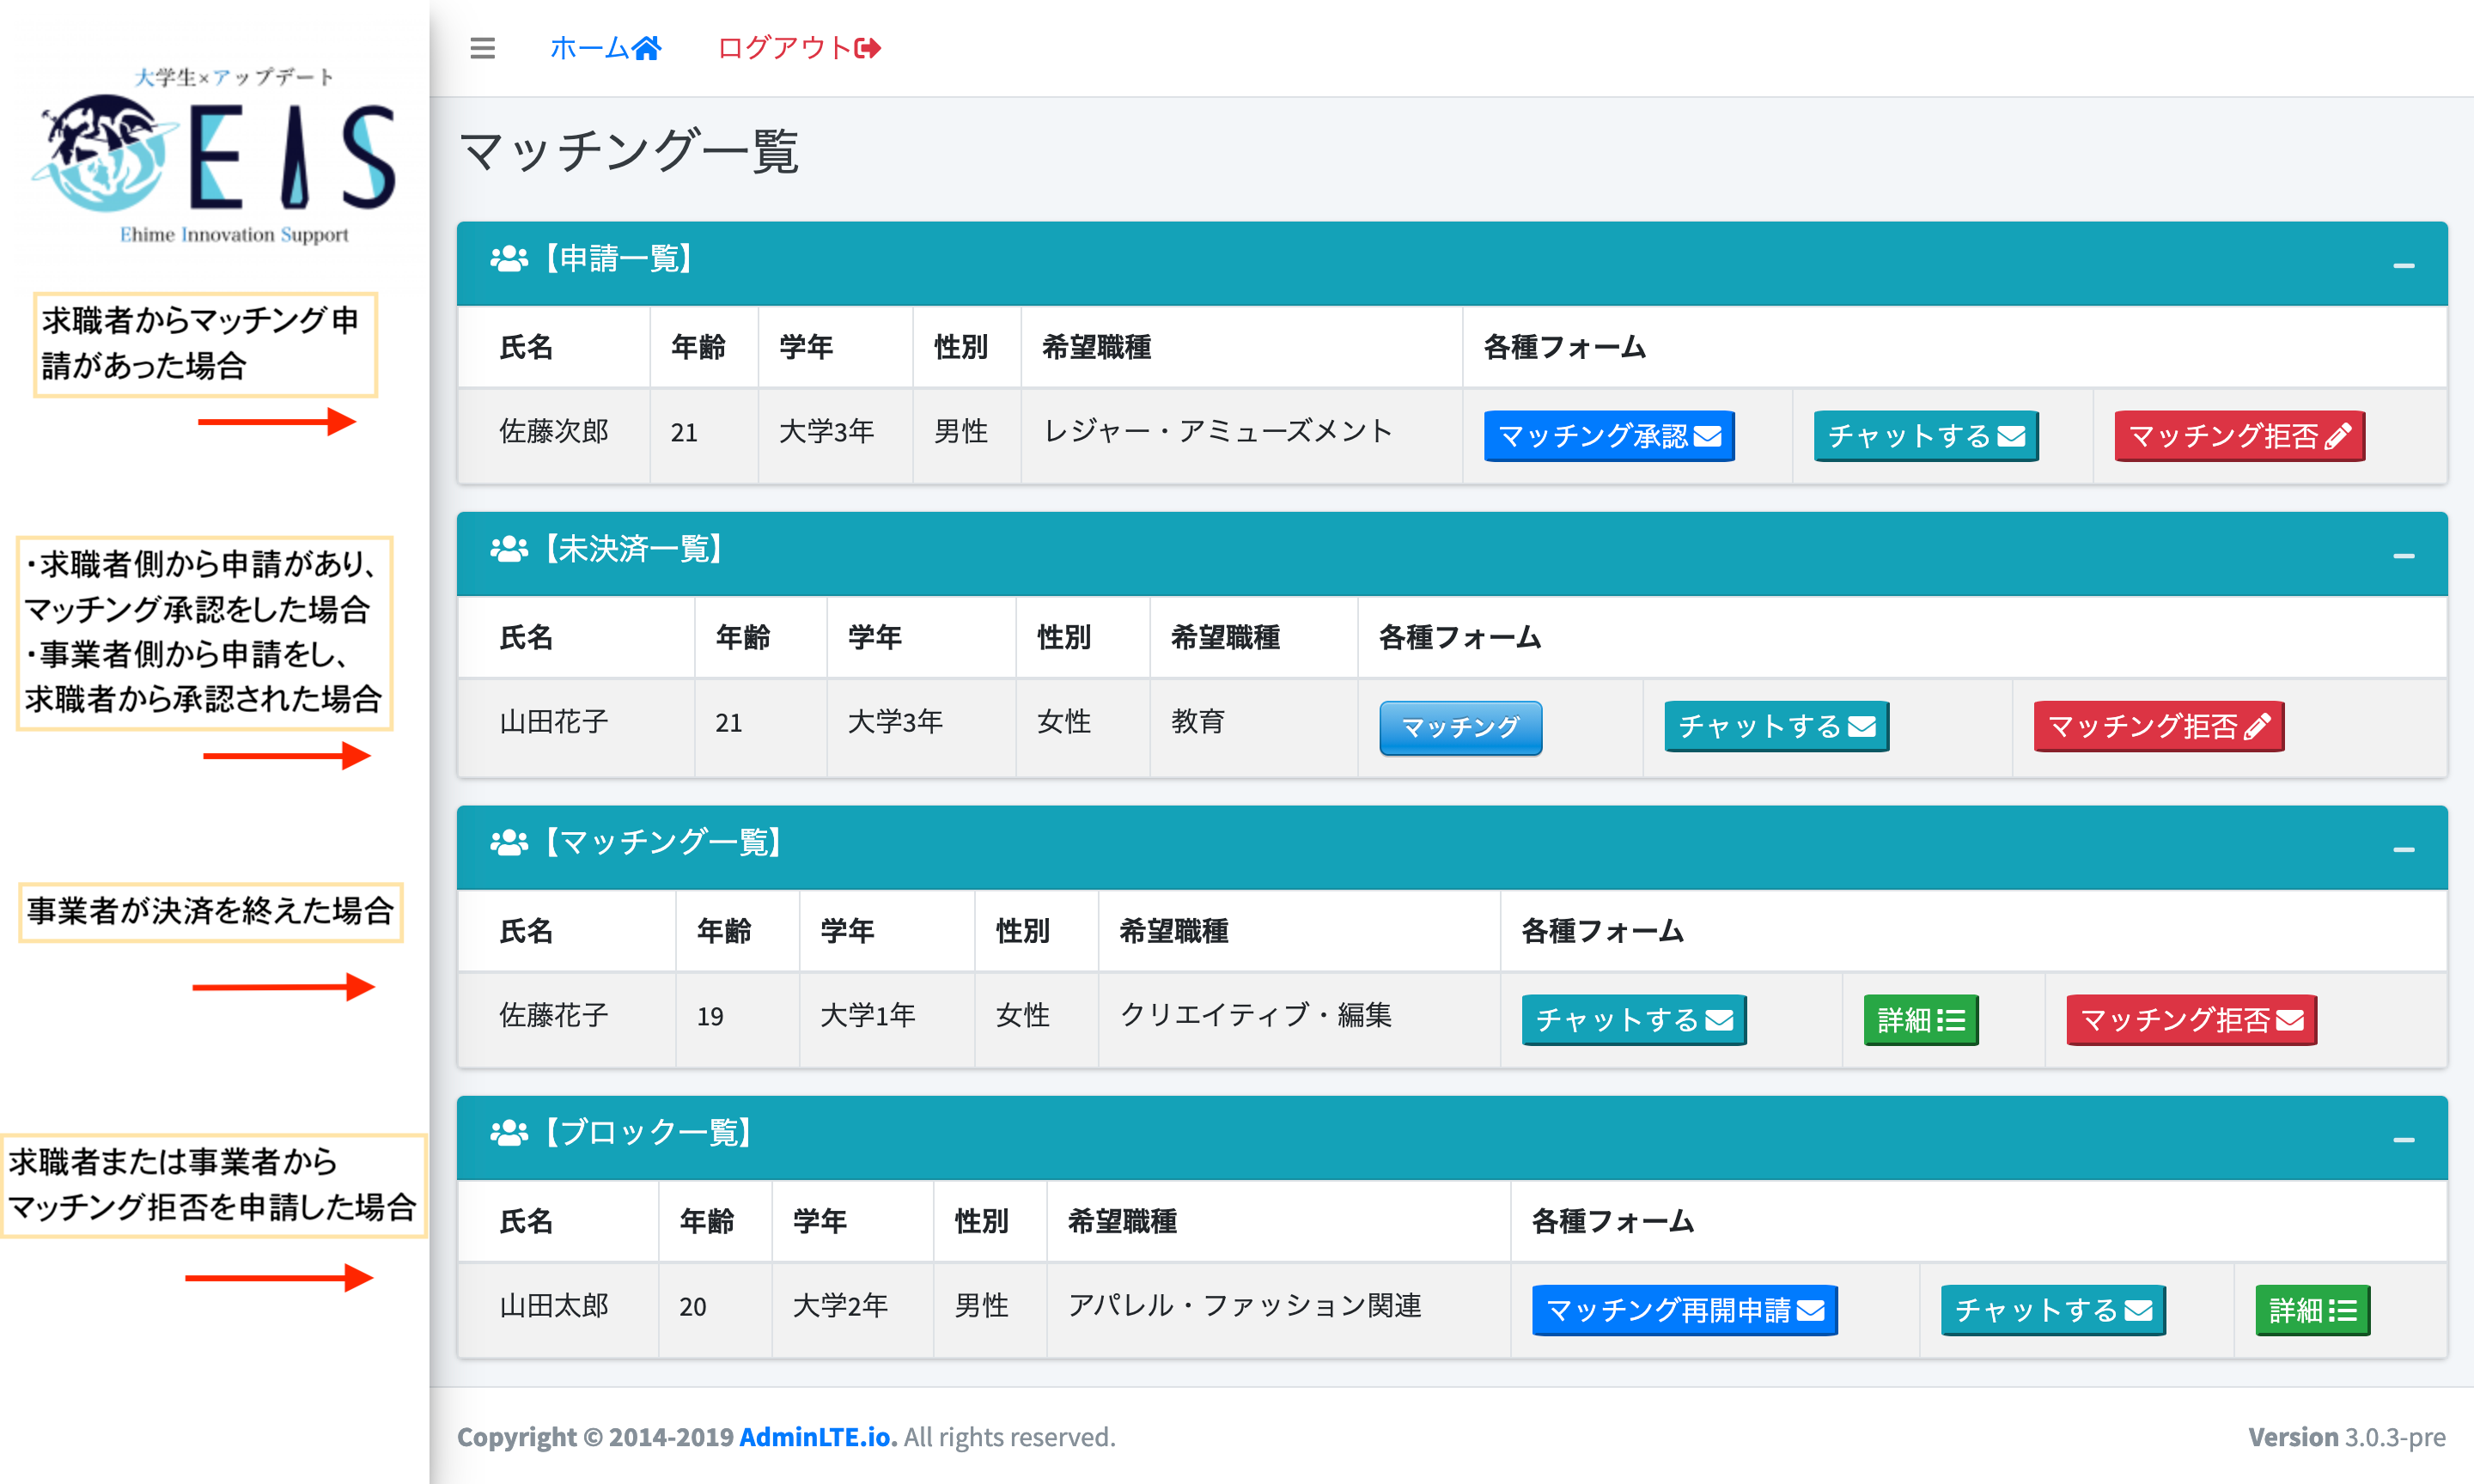 大学生×アップデート
EIS
Ehime Innovation Support
求職者からマッチング申
請があった場合
・求職者側から申請があり、
マッチング承認をした場合
・事業者側から申請をし、
求職者から承認された場合
事業者が決済を終えた場合
求職者または事業者から
マッチング拒否を申請した場合
ホーム ログアウト
マッチング一覧
【申請一覧】
氏名 年齢 学年 性別 希望職種 各種フォーム
佐藤次郎 21 大学3年 男性 レジャー・アミューズメント マッチング承認 チャットする マッチング拒否
【未決済一覧】
氏名 年齢 学年 性別 希望職種 各種フォーム
山田花子 21 大学3年 女性 教育 マッチング チャットする マッチング拒否
【マッチング一覧】
氏名 年齢 学年 性別 希望職種 各種フォーム
佐藤花子 19 大学1年 女性 クリエイティブ・編集 チャットする 詳細 マッチング拒否
【ブロック一覧】
氏名 年齢 学年 性別 希望職種 各種フォーム
山田太郎 20 大学2年 男性 アパレル・ファッション関連 マッチング再開申請 チャットする 詳細
Copyright © 2014-2019 AdminLTE.io. All rights reserved. Version 3.0.3-pre